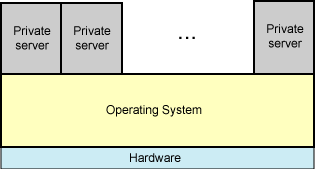 Private
server
Private
server
...
Private
server
Operating System
Hardware